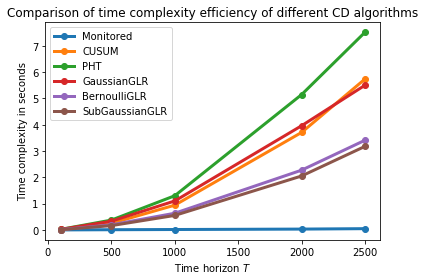 Comparison of time complexity efficiency of different CD algorithms
Time complexity in seconds
7
6
5
4
3
2
1
0
Monitored
CUSUM
PHT
GaussianGLR
BernoulliGLR
SubGaussianGLR
0 500 1000 1500 2000 2500
Time horizon T